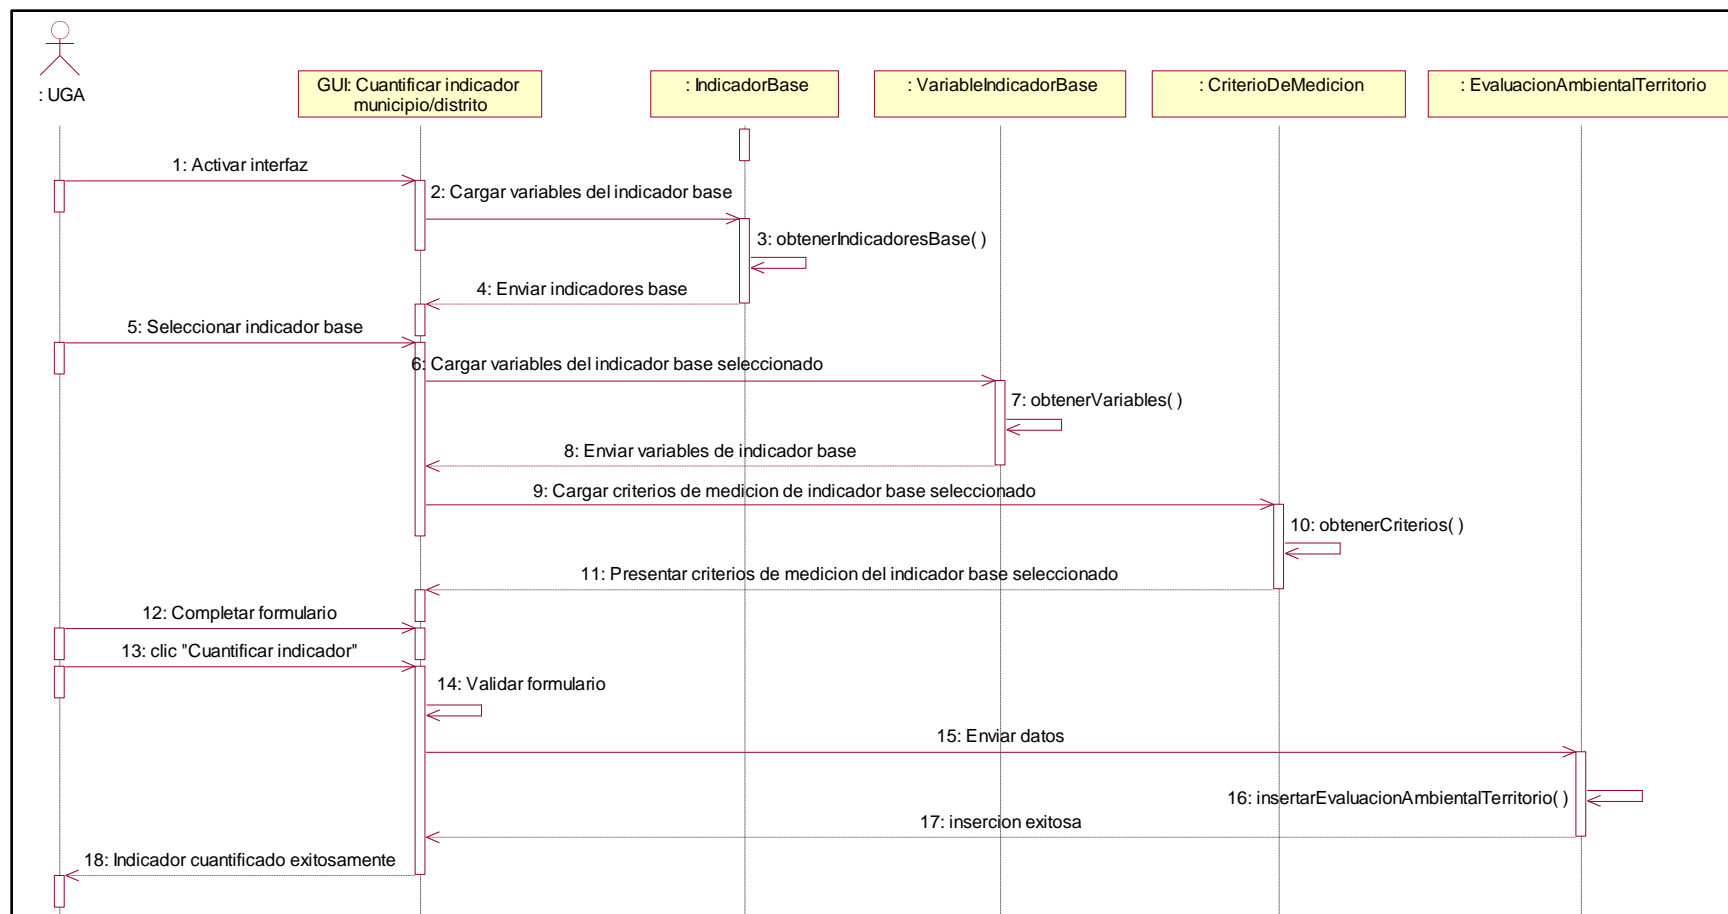 : UGA
GUI: Cuantificar indicador
municipio/distrito
: IndicadorBase
: VariableIndicadorBase
: CriterioDeMedicion
: EvaluacionAmbientalTerritorio
1: Activar interfaz
2: Cargar variables del indicador base
3: obtenerIndicadoresBase( )
4: Enviar indicadores base
5: Seleccionar indicador base
6: Cargar variables del indicador base seleccionado
7: obtenerVariables( )
8: Enviar variables de indicador base
9: Cargar criterios de medicion de indicador base seleccionado
10: obtenerCriterios( )
11: Presentar criterios de medicion del indicador base seleccionado
12: Completar formulario
13: clic "Cuantificar indicador"
14: Validar formulario
15: Enviar datos
16: insertarEvaluacionAmbientalTerritorio( )
17: insercion exitosa
18: Indicador cuantificado exitosamente